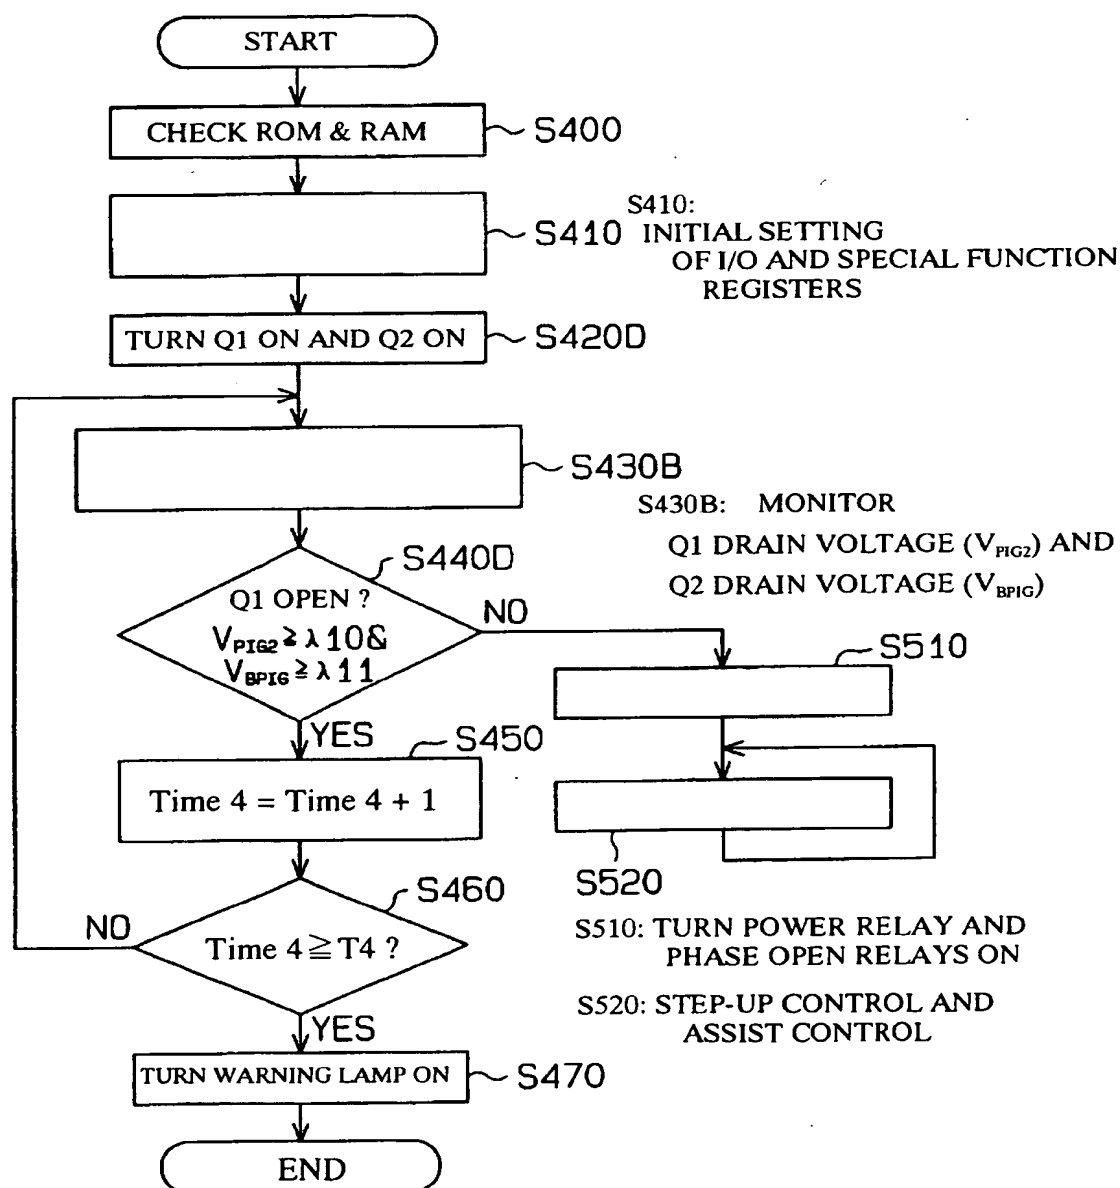 START
CHECK ROM & RAM
S400
S410
S410:
INITIAL SETTING
OF I/O AND SPECIAL FUNCTION
REGISTERS
TURN Q1 ON AND Q2 ON
S420D
S430B
S430B: MONITOR
Q1 DRAIN VOLTAGE (V_PIG2) AND
Q2 DRAIN VOLTAGE (V_BPIG)
S440D
Q1 OPEN ?
V_PIG2 ≧ λ 10&
V_BPIG ≧ λ 11
NO
YES
S510
S450
Time 4 = Time 4 + 1
S520
S460
Time 4 ≧ T4 ?
NO
YES
S510: TURN POWER RELAY AND
PHASE OPEN RELAYS ON
S520: STEP-UP CONTROL AND
ASSIST CONTROL
TURN WARNING LAMP ON
S470
END